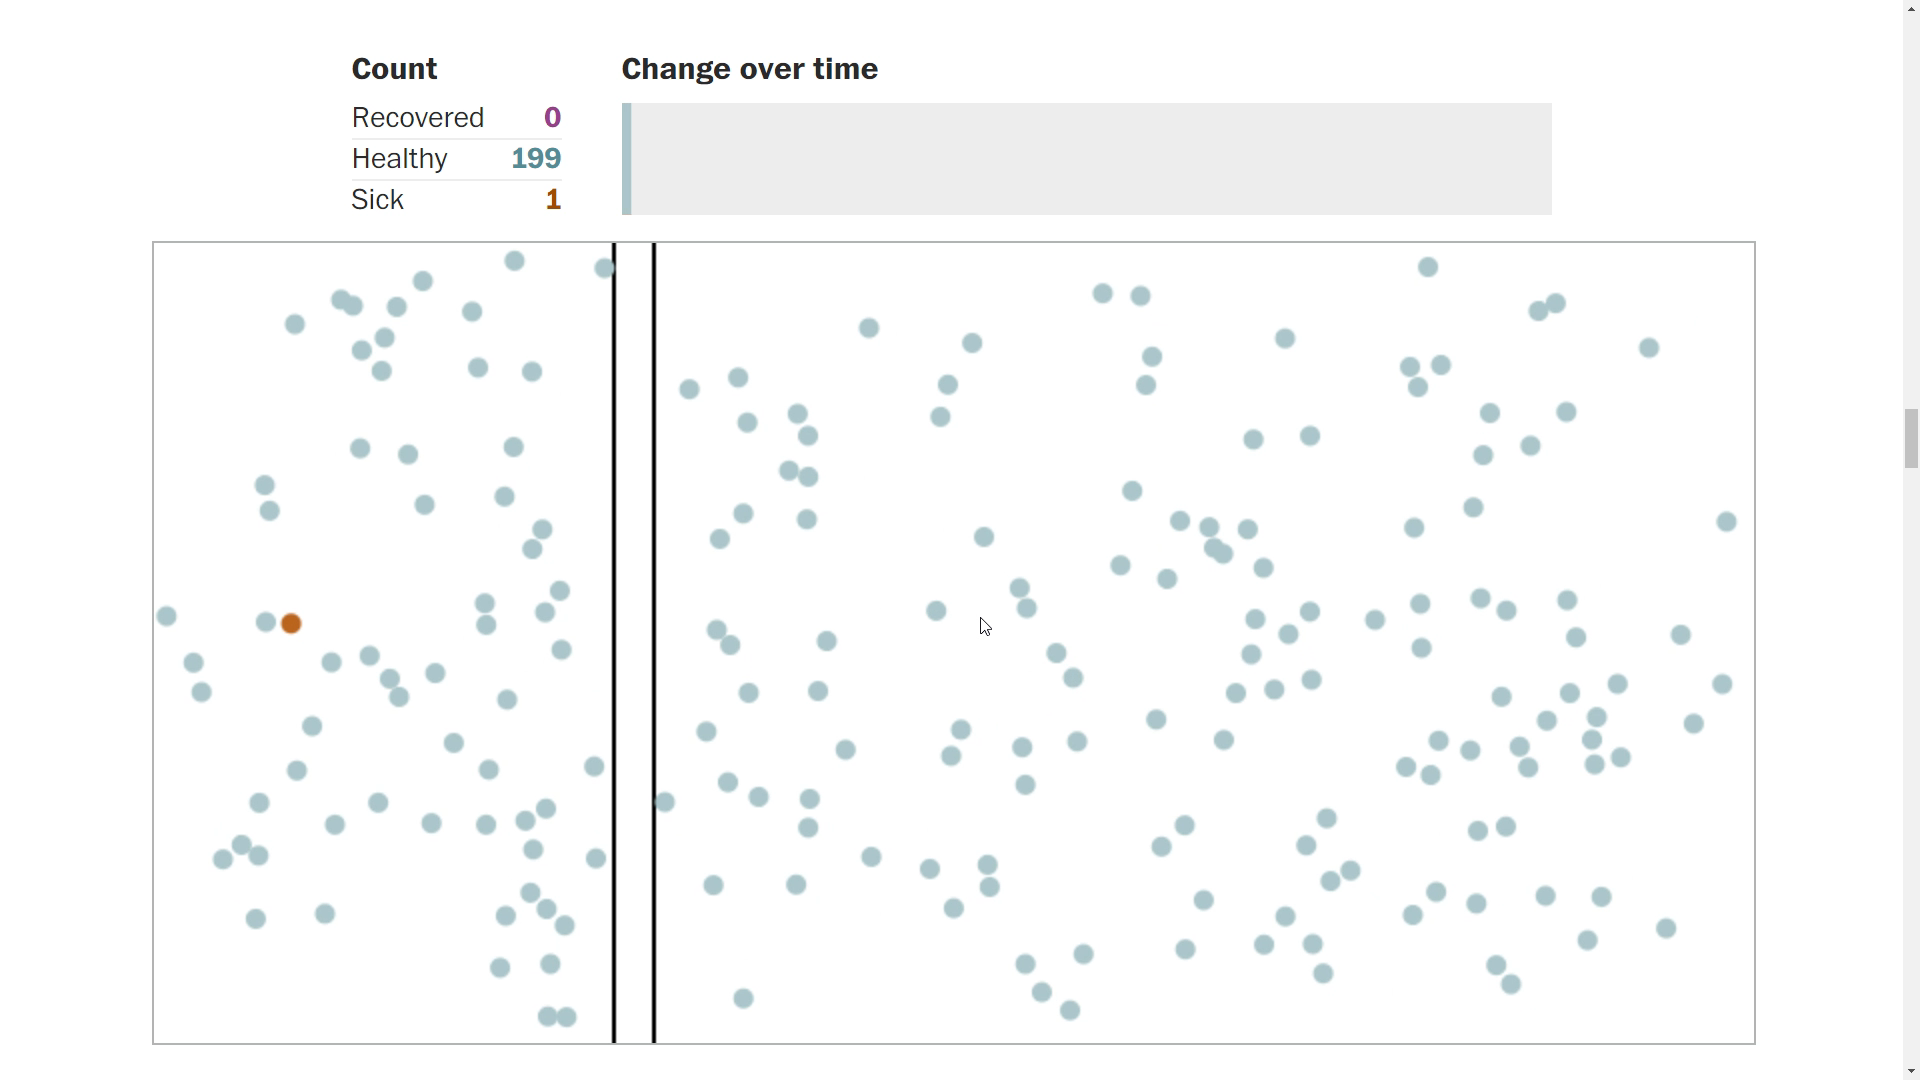 Count
Change over time
Recovered 0
Healthy 199
Sick 1